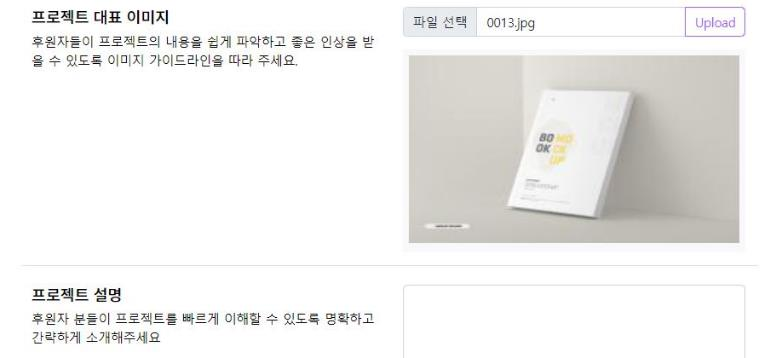 프로젝트 대표 이미지
후원자들이 프로젝트의 내용을 쉽게 파악하고 좋은 인상을 받
을 수 있도록 이미지 가이드라인을 따라 주세요.
파일 선택 0013.jpg Upload
BO MO
OK CK
UP
프로젝트 설명
후원자 분들이 프로젝트를 빠르게 이해할 수 있도록 명확하고
간략하게 소개해주세요